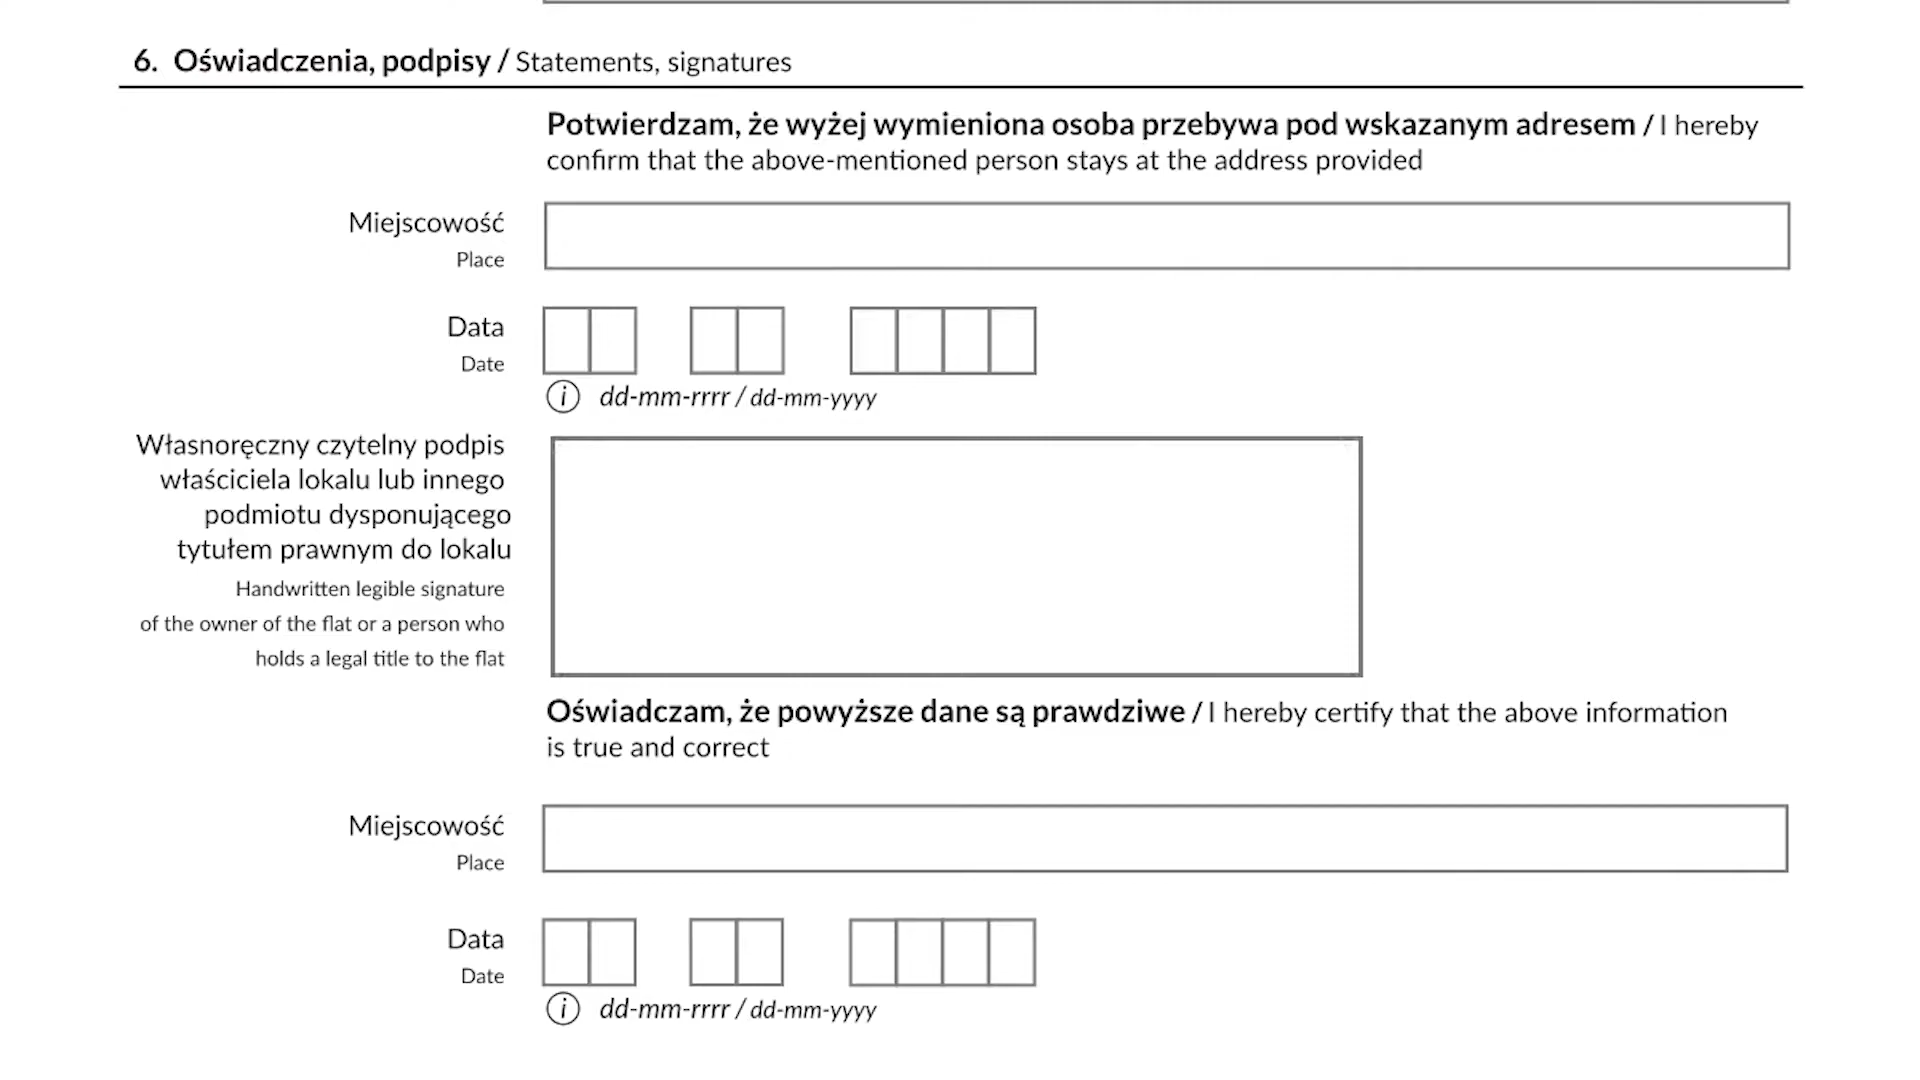 6. Oświadczenia, podpisy / Statements, signatures
Potwierdzam, że wyżej wymieniona osoba przebywa pod wskazanym adresem / I hereby
confirm that the above-mentioned person stays at the address provided
Miejscowość
Place
Data
Date
i dd-mm-rrrr / dd-mm-yyyy
Własnoręczny czytelny podpis
właściciela lokalu lub innego
podmiotu dysponującego
tytułem prawnym do lokalu
Handwritten legible signature
of the owner of the flat or a person who
holds a legal title to the flat
Oświadczam, że powyższe dane są prawdziwe / I hereby certify that the above information
is true and correct
Miejscowość
Place
Data
Date
i dd-mm-rrrr / dd-mm-yyyy